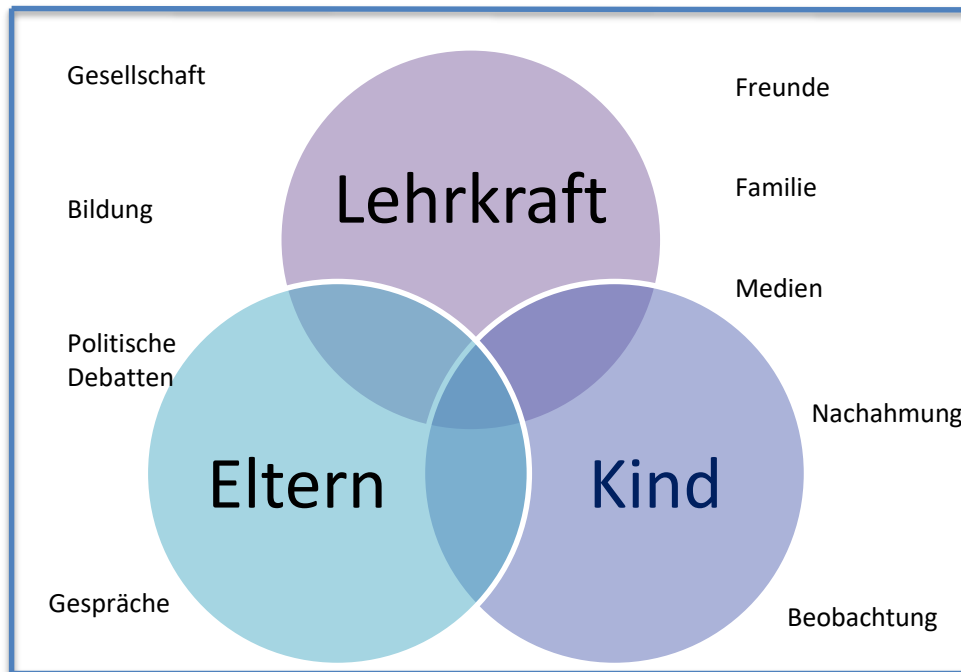 Gesellschaft
Freunde
Lehrkraft
Familie
Bildung
Medien
Politische
Debatten
Nachahmung
Eltern
Kind
Gespräche
Beobachtung